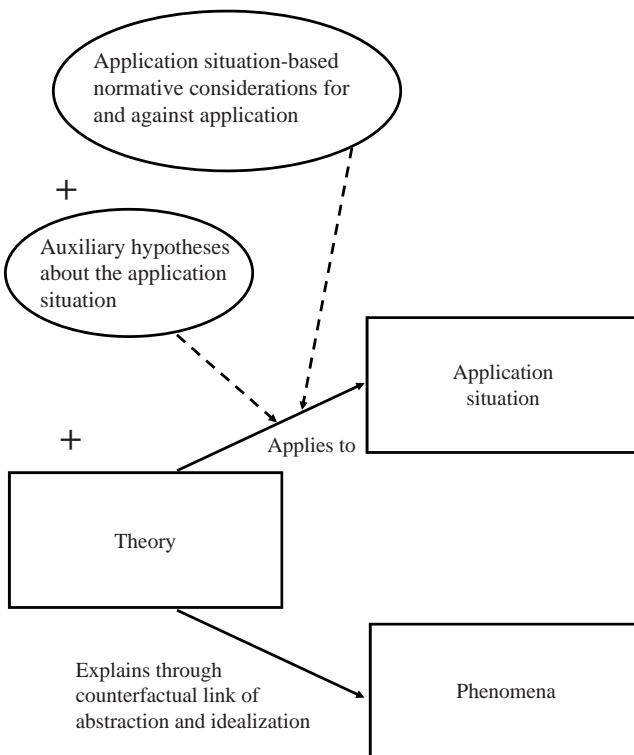 Application situation-based
normative considerations for
and against application
+
Auxiliary hypotheses
about the application
situation
Application
situation
+
Applies to
Theory
Explains through
counterfactual link of
abstraction and idealization
Phenomena